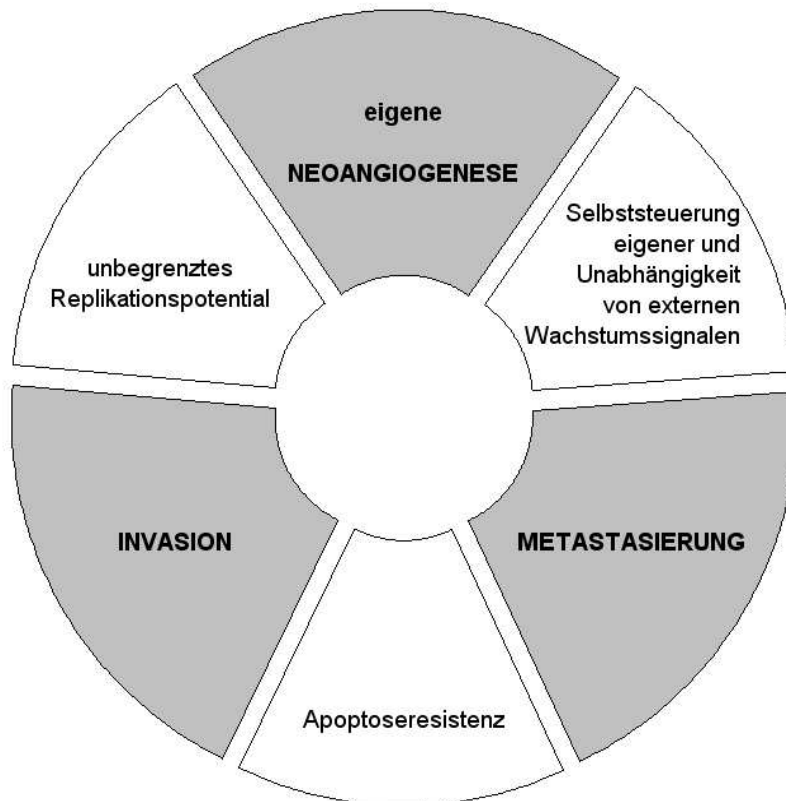 eigene
NEOANGIOGENESE
Selbststeuerung
eigener und
Unabhängigkeit
von externen
Wachstumssignalen
unbegrenztes
Replikationspotential
INVASION
METASTASIERUNG
Apoptoseresistenz